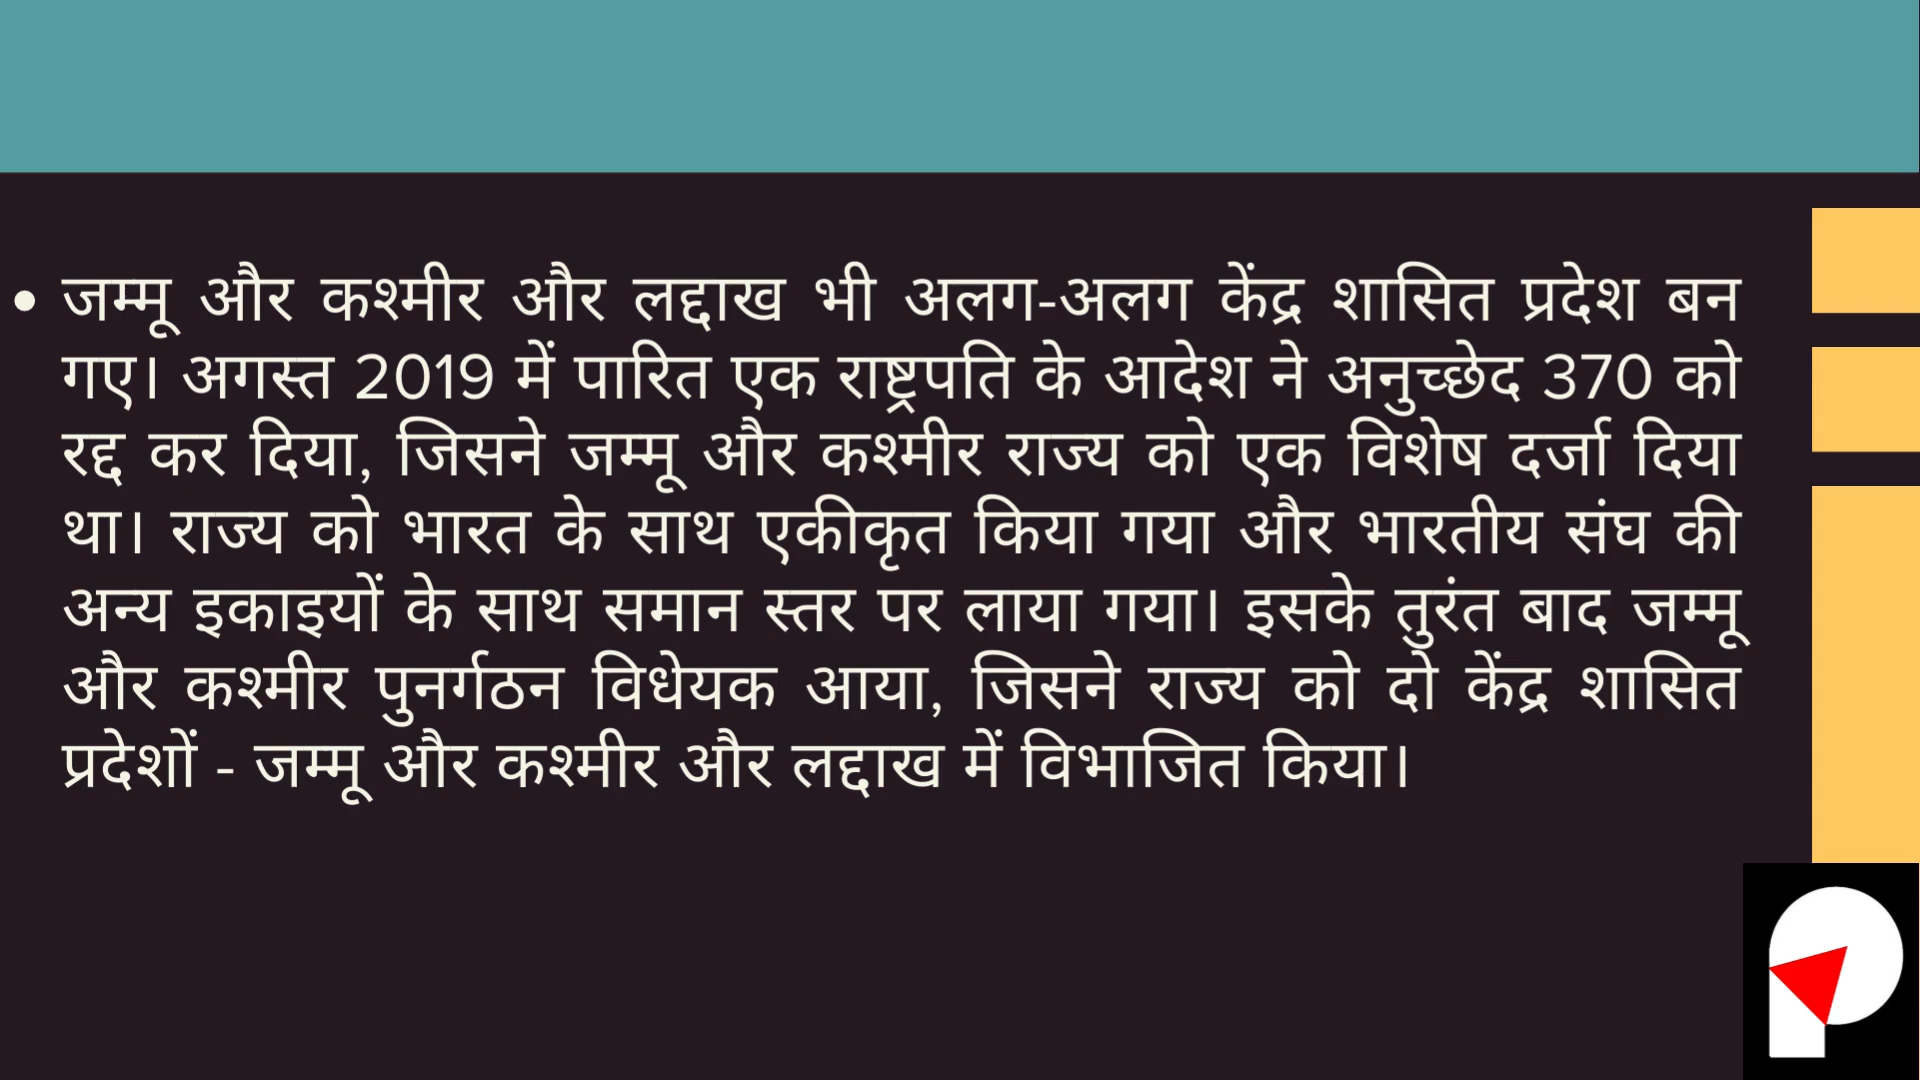 • जम्मू और कश्मीर और लद्दाख भी अलग-अलग केंद्र शासित प्रदेश बन
गए। अगस्त 2019 में पारित एक राष्ट्रपति के आदेश ने अनुच्छेद 370 को
रद्द कर दिया, जिसने जम्मू और कश्मीर राज्य को एक विशेष दर्जा दिया
था। राज्य को भारत के साथ एकीकृत किया गया और भारतीय संघ की
अन्य इकाइयों के साथ समान स्तर पर लाया गया। इसके तुरंत बाद जम्मू
और कश्मीर पुनर्गठन विधेयक आया, जिसने राज्य को दो केंद्र शासित
प्रदेशों - जम्मू और कश्मीर और लद्दाख में विभाजित किया।